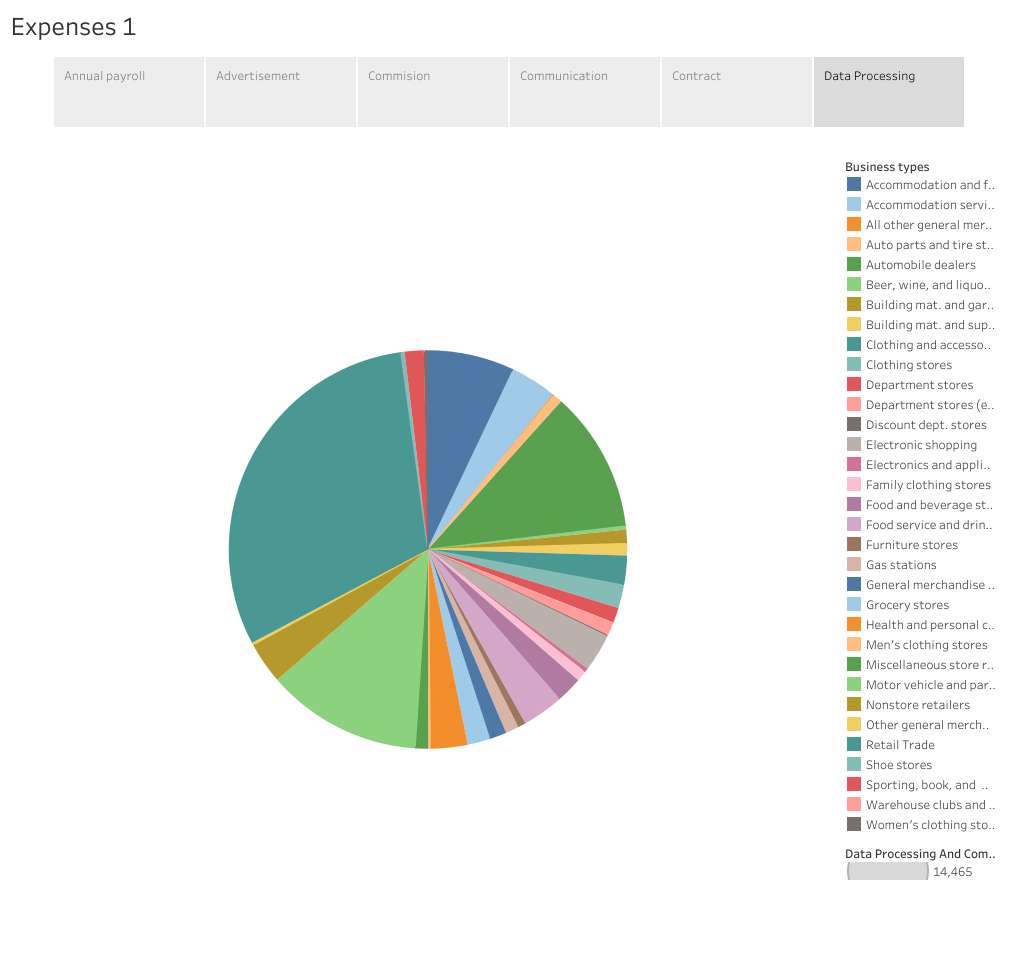 Expenses 1
Annual payroll
Advertisement
Commision
Communication
Contract
Data Processing
Business types
Accommodation and f..
Accommodation servi..
All other general mer..
Auto parts and tire st..
Automobile dealers
Beer, wine, and liquo..
Building mat. and gar..
Building mat. and sup..
Clothing and accesso..
Clothing stores
Department stores
Department stores (e..
Discount dept. stores
Electronic shopping
Electronics and appli..
Family clothing stores
Food and beverage st..
Food service and drin..
Furniture stores
Gas stations
General merchandise ..
Grocery stores
Health and personal c..
Men's clothing stores
Miscellaneous store r..
Motor vehicle and par..
Nonstore retailers
Other general merch..
Retail Trade
Shoe stores
Sporting, book, and ..
Warehouse clubs and ..
Women's clothing sto..
Data Processing And Com..
14,465